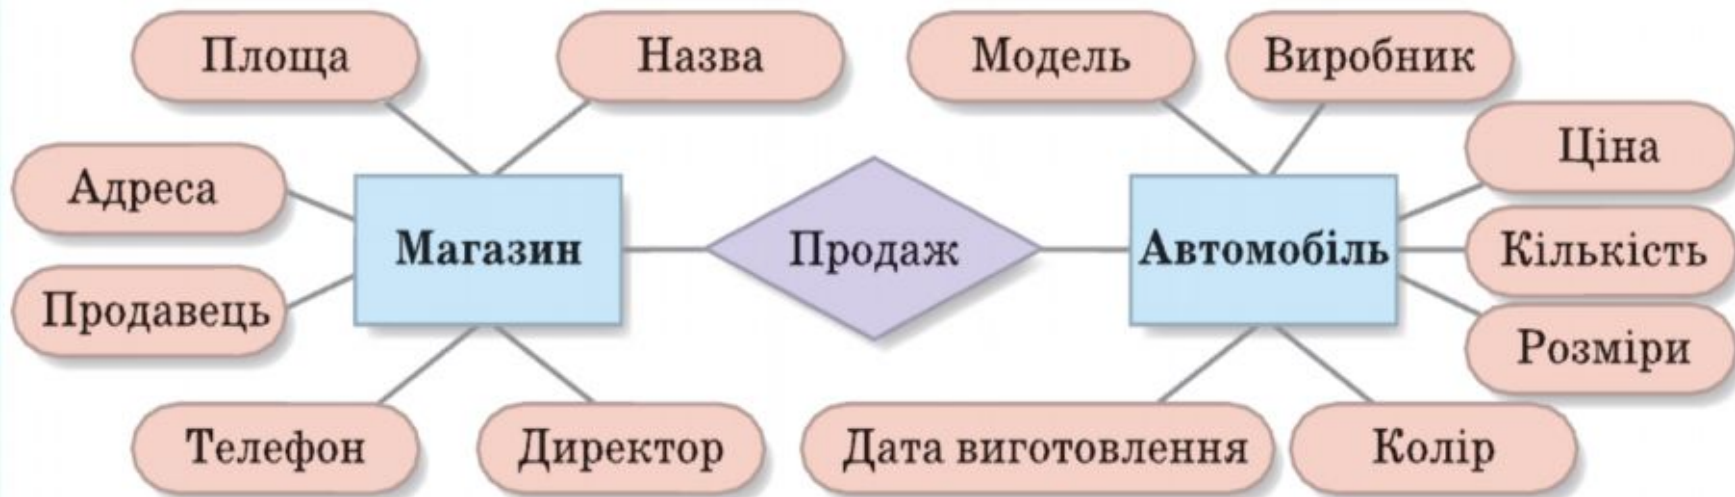 Площа
Назва
Модель
Виробник
Ціна
Адреса
Магазин
Продаж
Автомобіль
Кількість
Продавець
Розміри
Телефон
Директор
Дата виготовлення
Колір